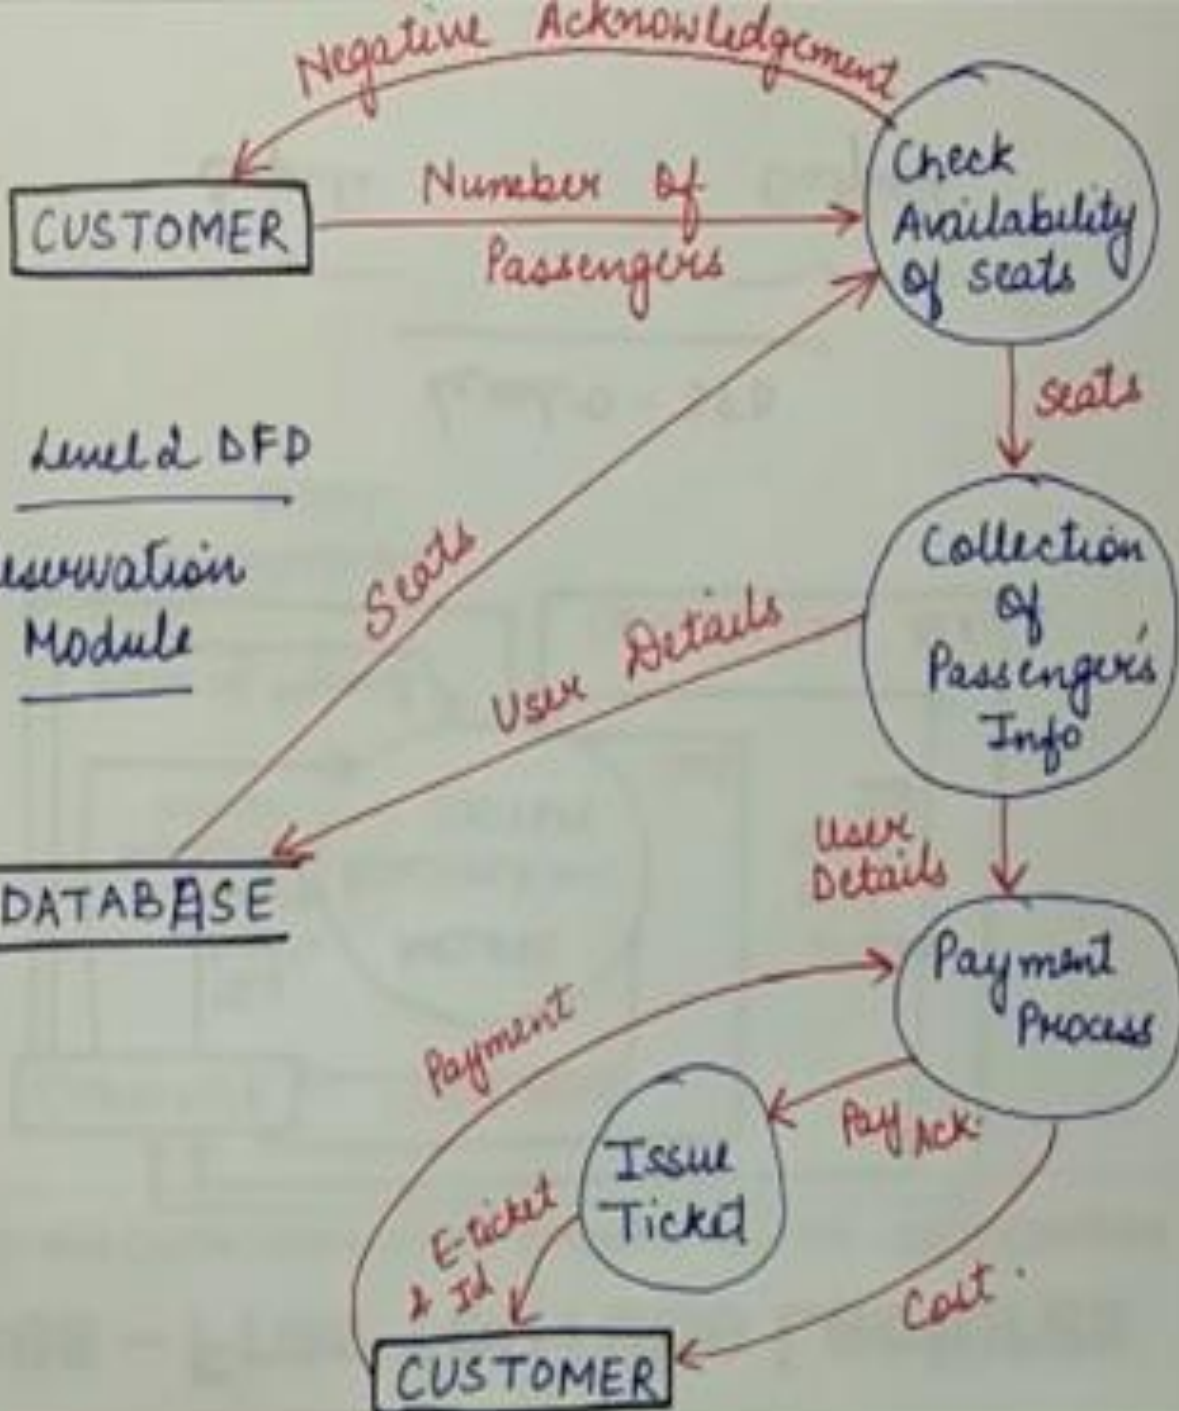 Negative Acknowledgement
CUSTOMER
Number Of
Passengers
Check
Availability
Of seats
seats
Level 2 DFD
eservation
Module
Seats
User Details
Collection
Of
Passenger's
Info
User
Details
DATABASE
Payment
Process
Payment
Pay Ack.
Issue
Ticket
E-ticket
& Id
Cost
CUSTOMER